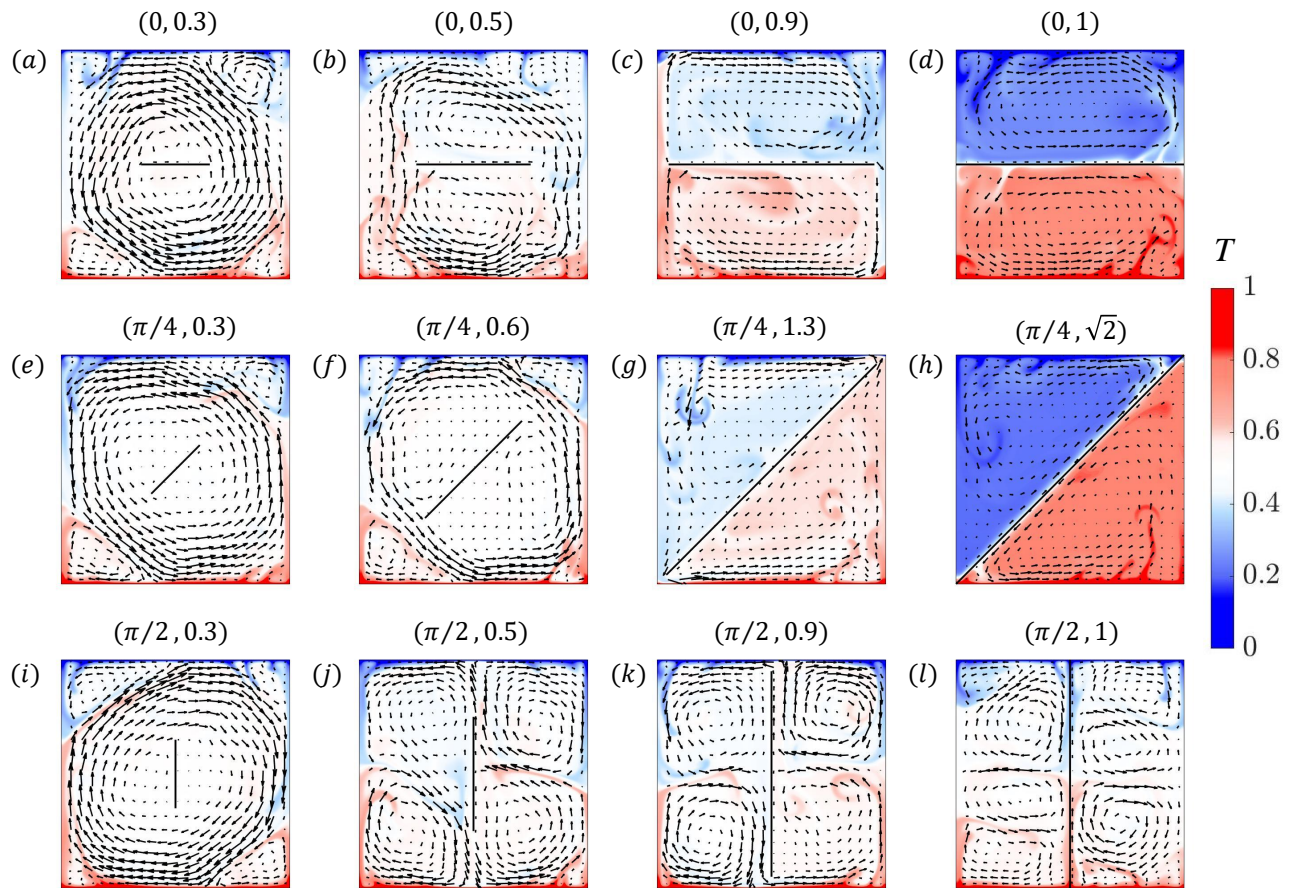 (0, 0.3) (0, 0.5) (0, 0.9) (0, 1)
(a) (b) (c) (d)
T
1
(π/4, 0.3) (π/4, 0.6) (π/4, 1.3) (π/4, √2)
(e) (f) (g) (h)
0.8
0.6
0.4
0.2
0
(π/2, 0.3) (π/2, 0.5) (π/2, 0.9) (π/2, 1)
(i) (j) (k) (l)